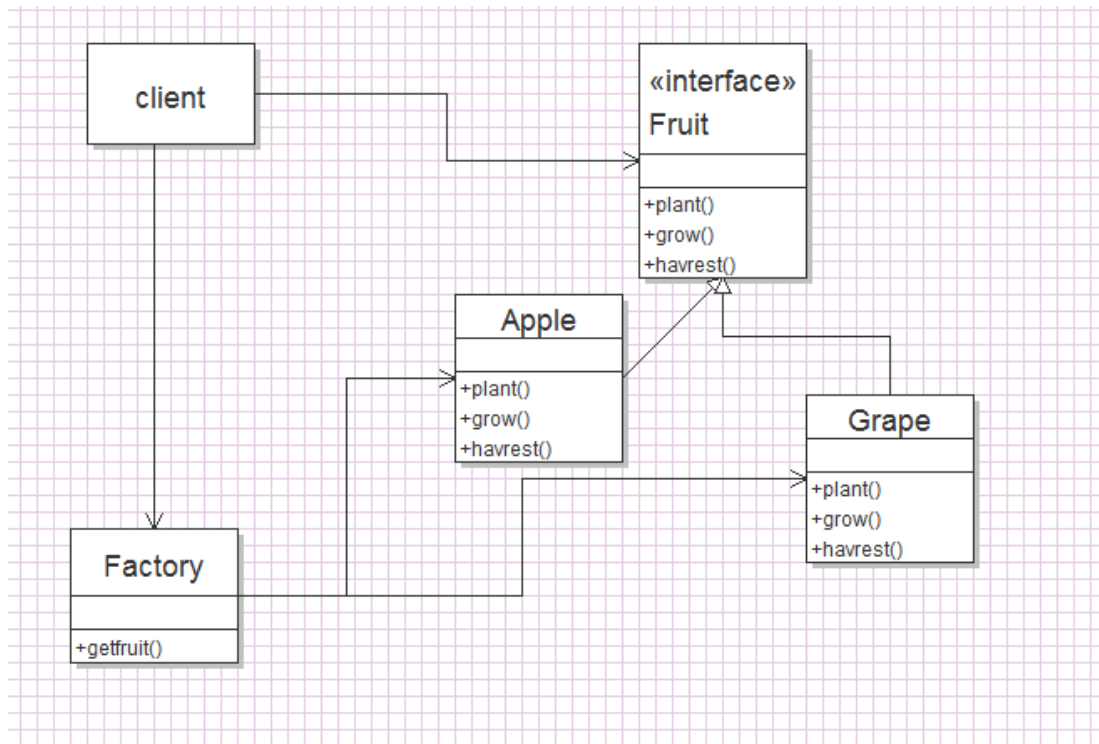 client
«interface»
Fruit
+plant()
+grow()
+havrest()
Apple
+plant()
+grow()
+havrest()
Grape
+plant()
+grow()
+havrest()
Factory
+getfruit()